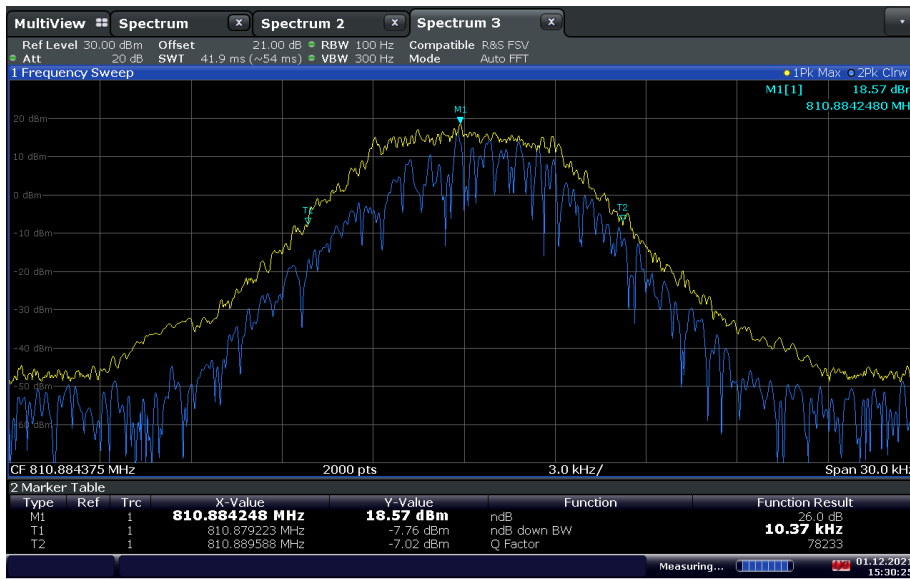 MultiView Spectrum x Spectrum 2 x Spectrum 3 x
Ref Level 30.00 dBm Offset 21.00 dB RBW 100 Hz Compatible R&S FSV
Att 20 dB SWT 41.9 ms (~54 ms) VBW 300 Hz Mode Auto FFT
1 Frequency Sweep 1Pk Max 2Pk Clrw
M1[1] 18.57 dBm
810.8842480 MH
M1
20 dBm
10 dBm
0 dBm
T1
T2
-10 dBm
-20 dBm
-30 dBm
-40 dBm
-50 dBm
-60 dBm
CF 810.884375 MHz 2000 pts 3.0 kHz/ Span 30.0 kHz
2 Marker Table
Type Ref Trc X-Value Y-Value Function Function Result
M1 1 810.884248 MHz 18.57 dBm ndB 26.0 dB
T1 1 810.879223 MHz -7.76 dBm ndB down BW 10.37 kHz
T2 1 810.889588 MHz -7.02 dBm Q Factor 78233
Measuring... 01.12.2021
15:30:25